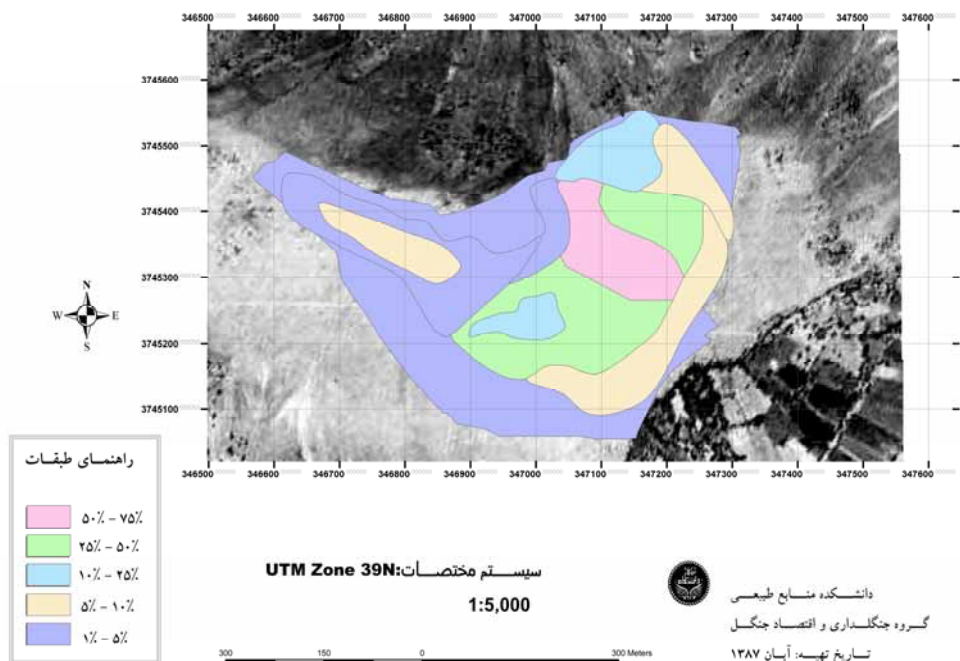 346500 346600 346700 346800 346900 347000 347100 347200 347300 347400 347500 347600
3745600
3745500
3745400
3745300
3745200
3745100
N
W E
S
346500 346600 346700 346800 346900 347000 347100 347200 347300 347400 347500 347600
راهنمای طبقات
۵۰٪ - ۷۵٪
۲۵٪ - ۵۰٪
۱۰٪ - ۲۵٪
۵٪ - ۱۰٪
۱٪ - ۵٪
سیستم مختصات:UTM Zone 39N
1:5,000
300 150 0 300 Meters
دانشکده منابع طبیعی
گروه جنگلداری و اقتصاد جنگل
تاریخ تهیه: آبان ۱۳۸۷